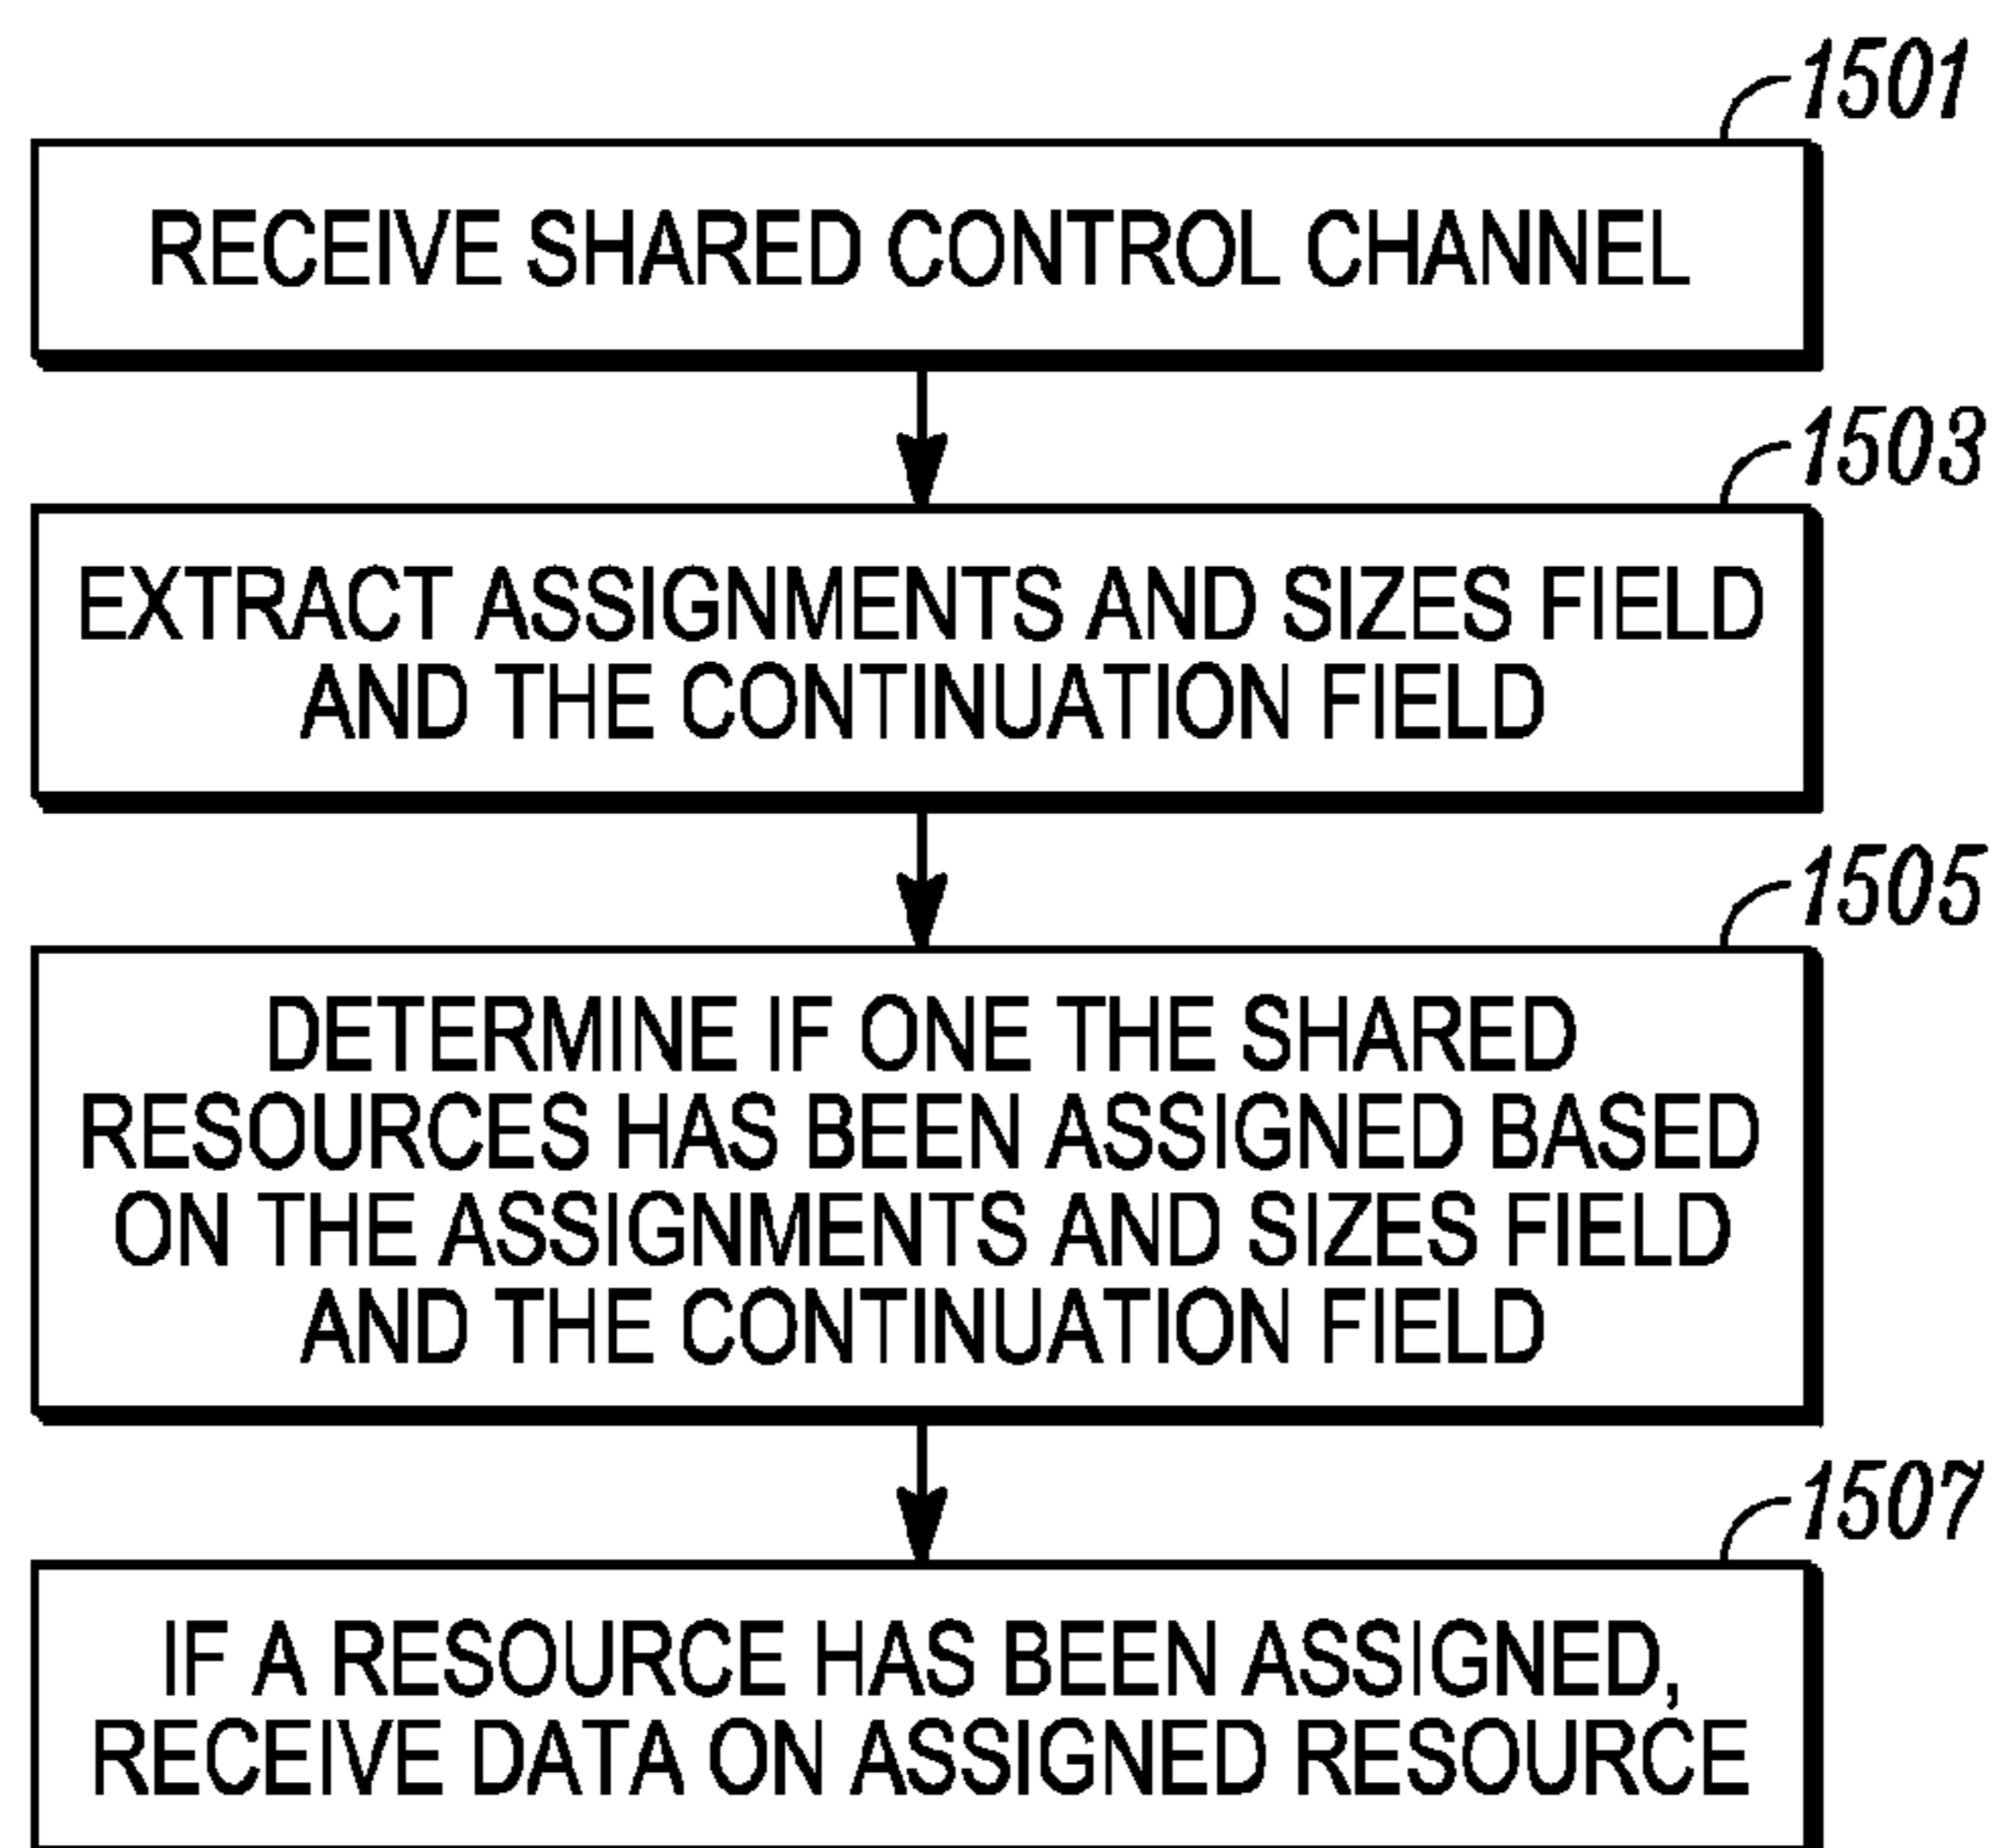 1501
RECEIVE SHARED CONTROL CHANNEL
1503
EXTRACT ASSIGNMENTS AND SIZES FIELD
AND THE CONTINUATION FIELD
1505
DETERMINE IF ONE THE SHARED
RESOURCES HAS BEEN ASSIGNED BASED
ON THE ASSIGNMENTS AND SIZES FIELD
AND THE CONTINUATION FIELD
1507
IF A RESOURCE HAS BEEN ASSIGNED,
RECEIVE DATA ON ASSIGNED RESOURCE